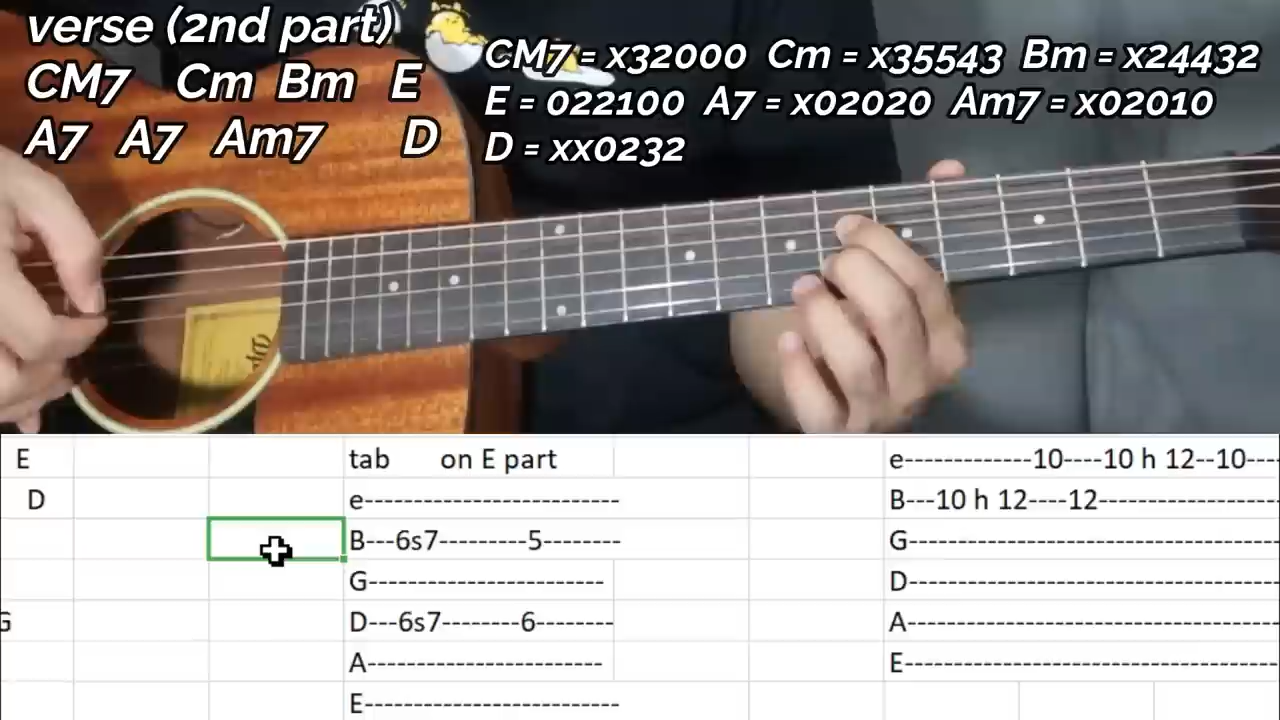 verse (2nd part)
CM7 Cm Bm E
A7 A7 Am7 D
CM7 = x32000 Cm = x35543 Bm = x24432
E = 022100 A7 = x02020 Am7 = x02010
D = xx0232
E
D
G
tab on E part
e--------------------------
B---6s7---------5--------
G------------------------
D---6s7--------6--------
A------------------------
E--------------------------
e-------------10----10 h 12--10----
B---10 h 12----12-------------------
G---------------------------------------
D---------------------------------------
A---------------------------------------
E---------------------------------------